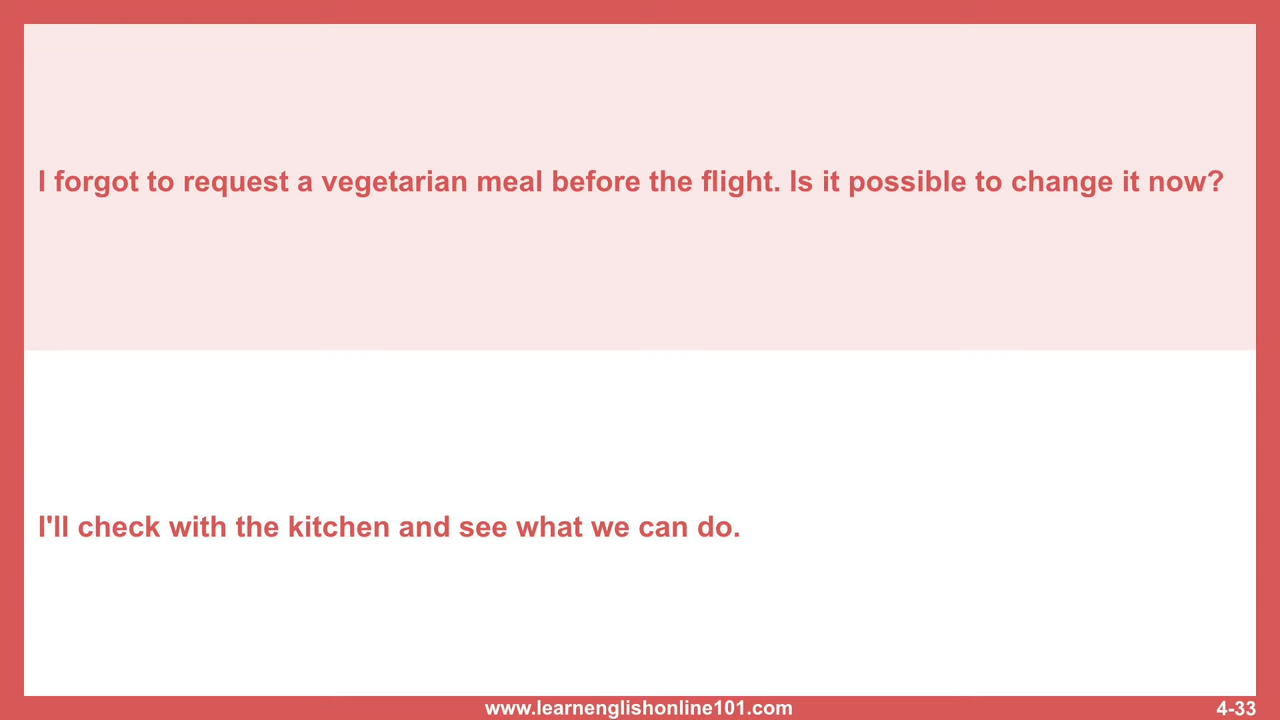 I forgot to request a vegetarian meal before the flight. Is it possible to change it now?
I'll check with the kitchen and see what we can do.
www.learnenglishonline101.com
4-33